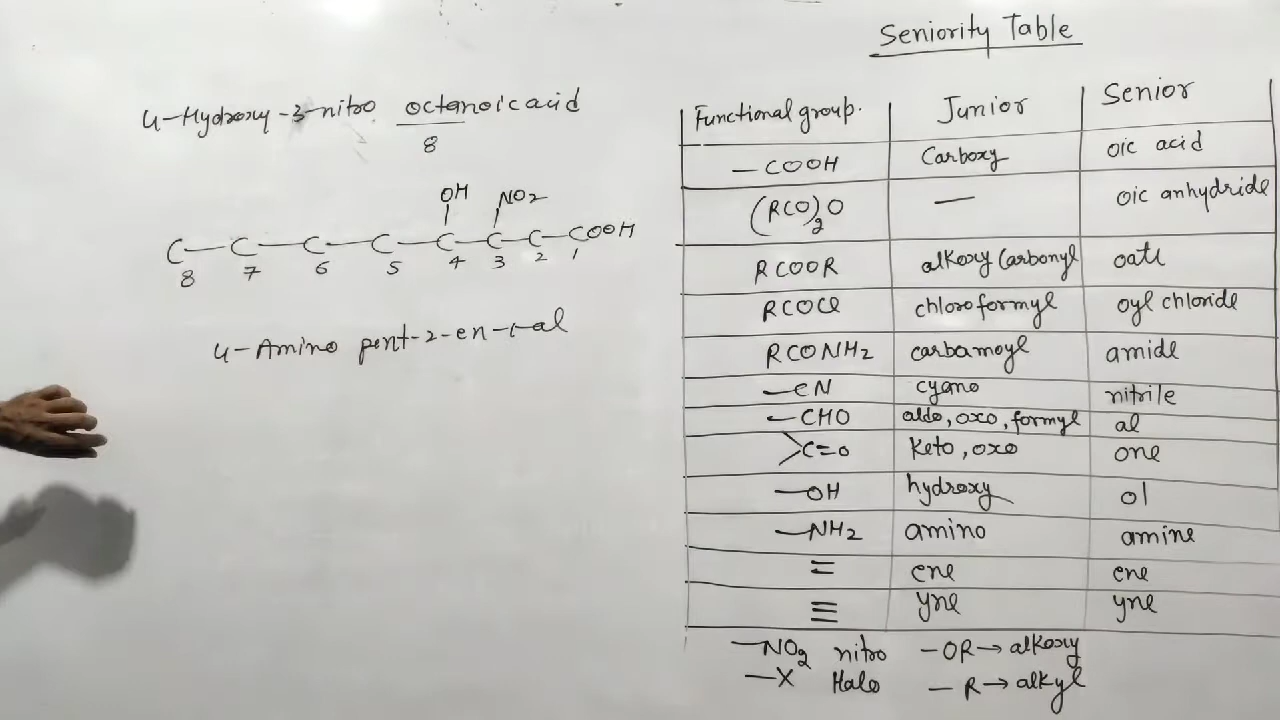 4-Hydroxy-3-nitro octanoic acid
8
OH NO2
C-C-C-C-C-C-C-COOH
8 7 6 5 4 3 2 1
4-Amino pent-2-en-1-al
Seniority Table
Functional group. Junior Senior
-COOH Carboxy oic acid
(RCO)2O — oic anhydride
RCOOR alkoxy Carbonyl oate
RCOCl chloroformyl oyl chloride
RCONH2 carbamoyl amide
-CN cyano nitrile
-CHO aldo, oxo, formyl al
>C=O Keto, oxo one
-OH hydroxy ol
-NH2 amino amine
= ene ene
≡ yne yne
-NO2 nitro -OR→alkoxy
-X Halo -R→alkyl